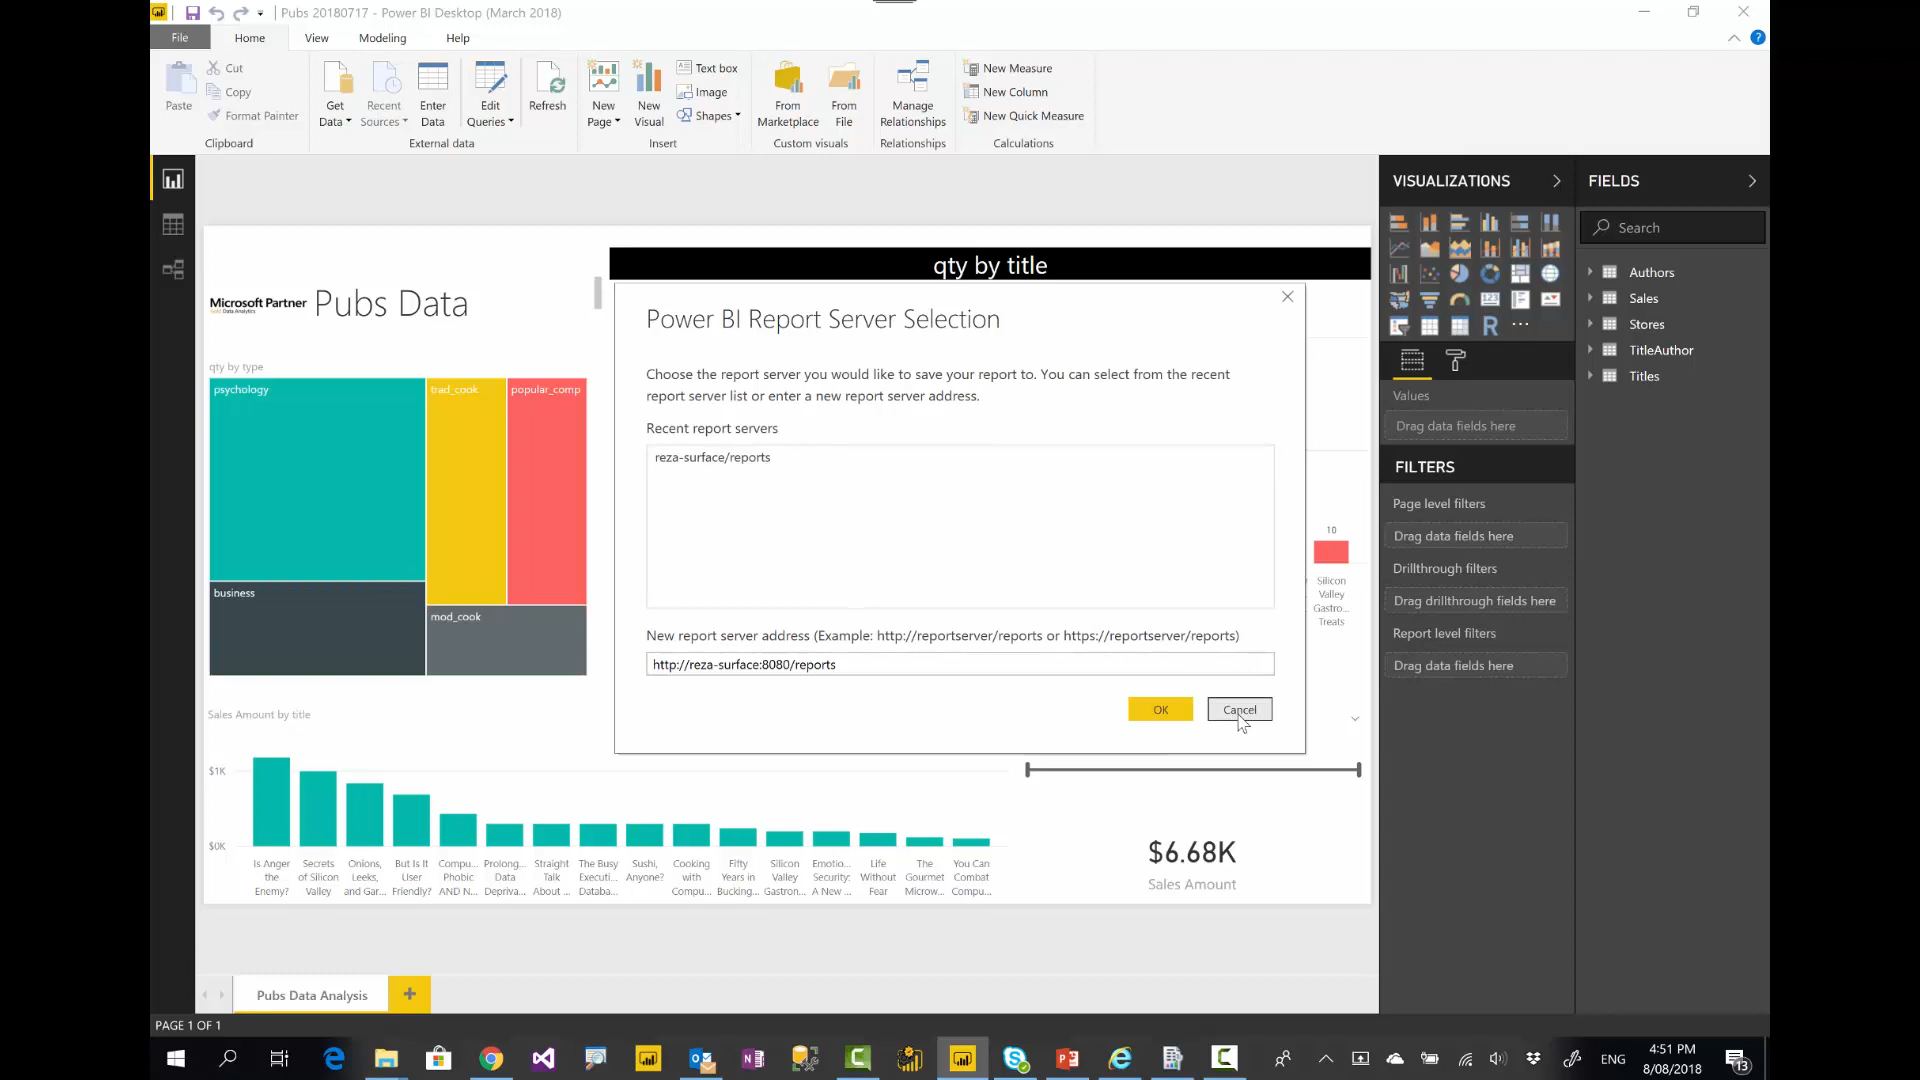 Pubs 20180717 - Power BI Desktop (March 2018)
File
Home
View
Modeling
Help
Paste
Cut
Copy
Format Painter
Clipboard
Get Data
Recent Sources
Enter Data
Edit Queries
Refresh
External data
New Page
New Visual
Text box
Image
Shapes
Insert
From Marketplace
From File
Custom visuals
Manage Relationships
Relationships
New Measure
New Column
New Quick Measure
Calculations
Microsoft Partner
Gold Data Analytics
Pubs Data
qty by title
qty by type
psychology
trad_cook
popular_comp
business
mod_cook
Power BI Report Server Selection
Choose the report server you would like to save your report to. You can select from the recent
report server list or enter a new report server address.
Recent report servers
reza-surface/reports
New report server address (Example: http://reportserver/reports or https://reportserver/reports)
http://reza-surface:8080/reports
OK
Cancel
10
Silicon
Valley
Gastro...
Treats
Sales Amount by title
$1K
$0K
Is Anger the Enemy?
Secrets of Silicon Valley
Onions, Leeks, and Gar...
But Is It User Friendly?
Compu... Phobic AND N...
Prolong... Data Depriva...
Straight Talk About ...
The Busy Executi... Databa...
Sushi, Anyone?
Cooking with Compu...
Fifty Years in Bucking...
Silicon Valley Gastron...
Emotio... Security: A New ...
Life Without Fear
The Gourmet Microw...
You Can Combat Compu...
$6.68K
Sales Amount
VISUALIZATIONS
Values
Drag data fields here
FILTERS
Page level filters
Drag data fields here
Drillthrough filters
Drag drillthrough fields here
Report level filters
Drag data fields here
FIELDS
Search
Authors
Sales
Stores
TitleAuthor
Titles
Pubs Data Analysis
PAGE 1 OF 1
ENG
4:51 PM
8/08/2018
13